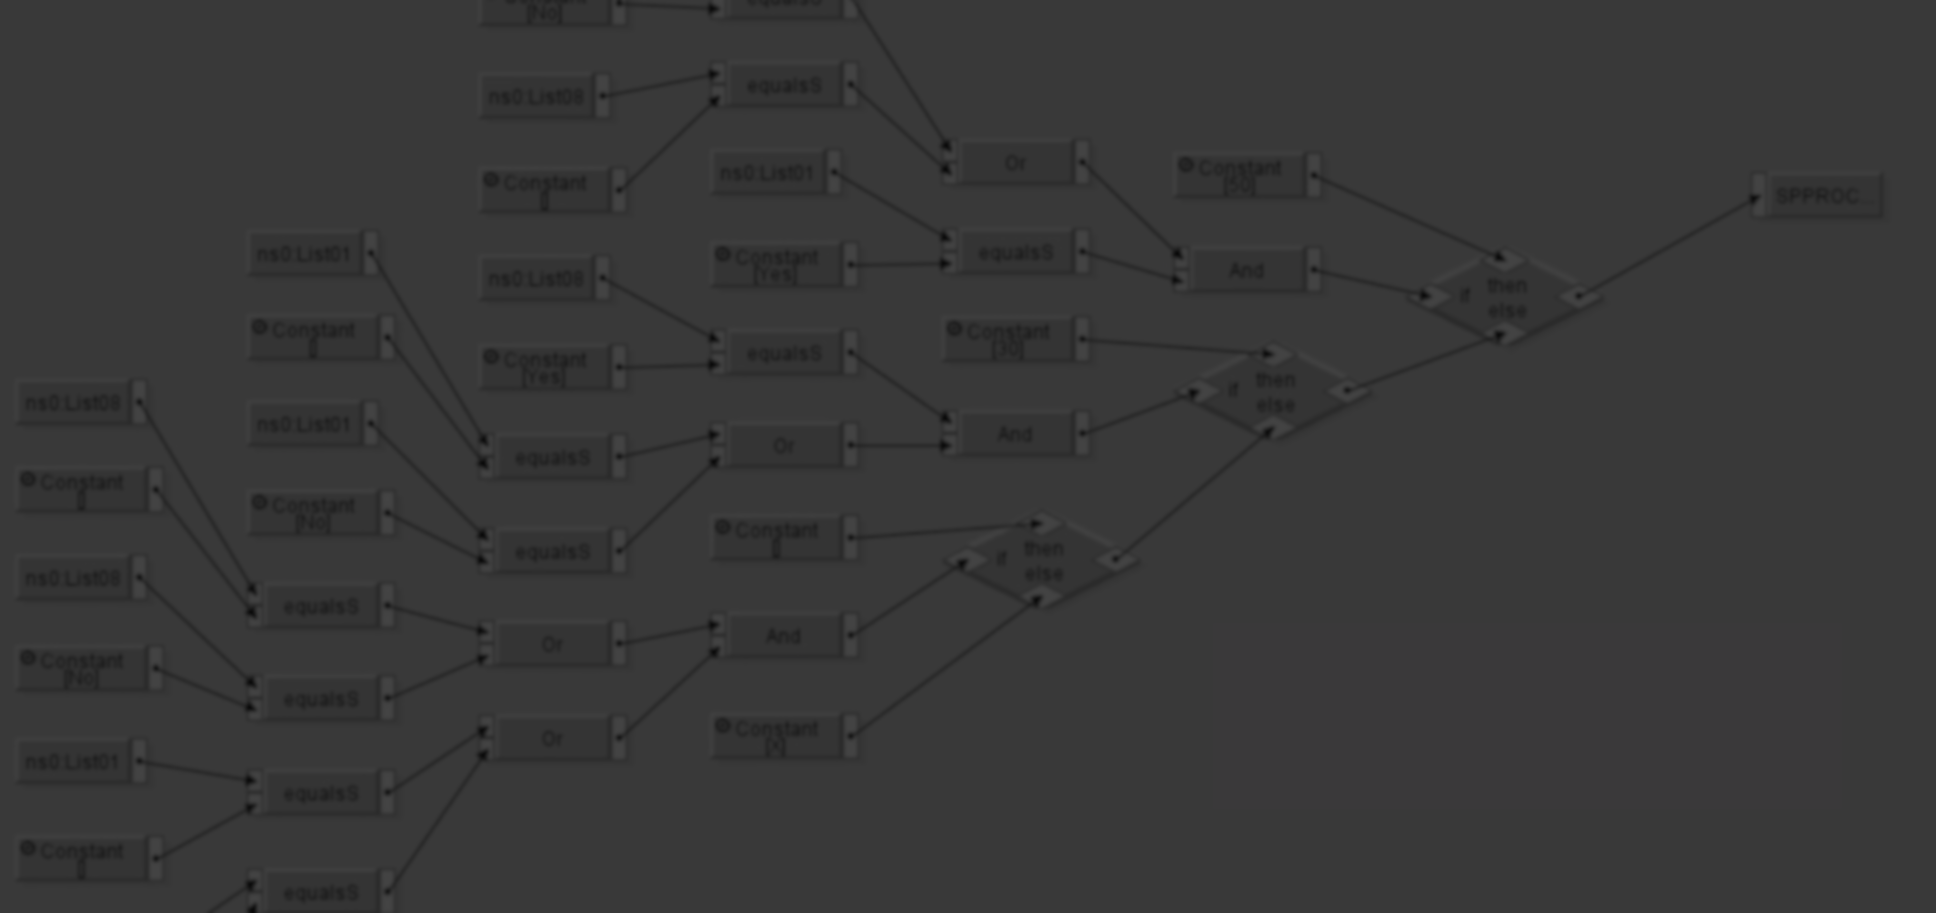 Constant
[No]
equalsS
ns0:List08
equalsS
Constant
[]
ns0:List01
Or
Constant
[50]
SPPROC...
ns0:List01
ns0:List08
Constant
[Yes]
equalsS
And
if
then
else
Constant
[]
Constant
[Yes]
equalsS
Constant
[30]
if
then
else
ns0:List08
ns0:List01
equalsS
Or
And
Constant
[]
Constant
[No]
equalsS
Constant
[]
if
then
else
ns0:List08
equalsS
Or
And
Constant
[No]
equalsS
Or
Constant
[X]
ns0:List01
equalsS
Constant
[]
equalsS